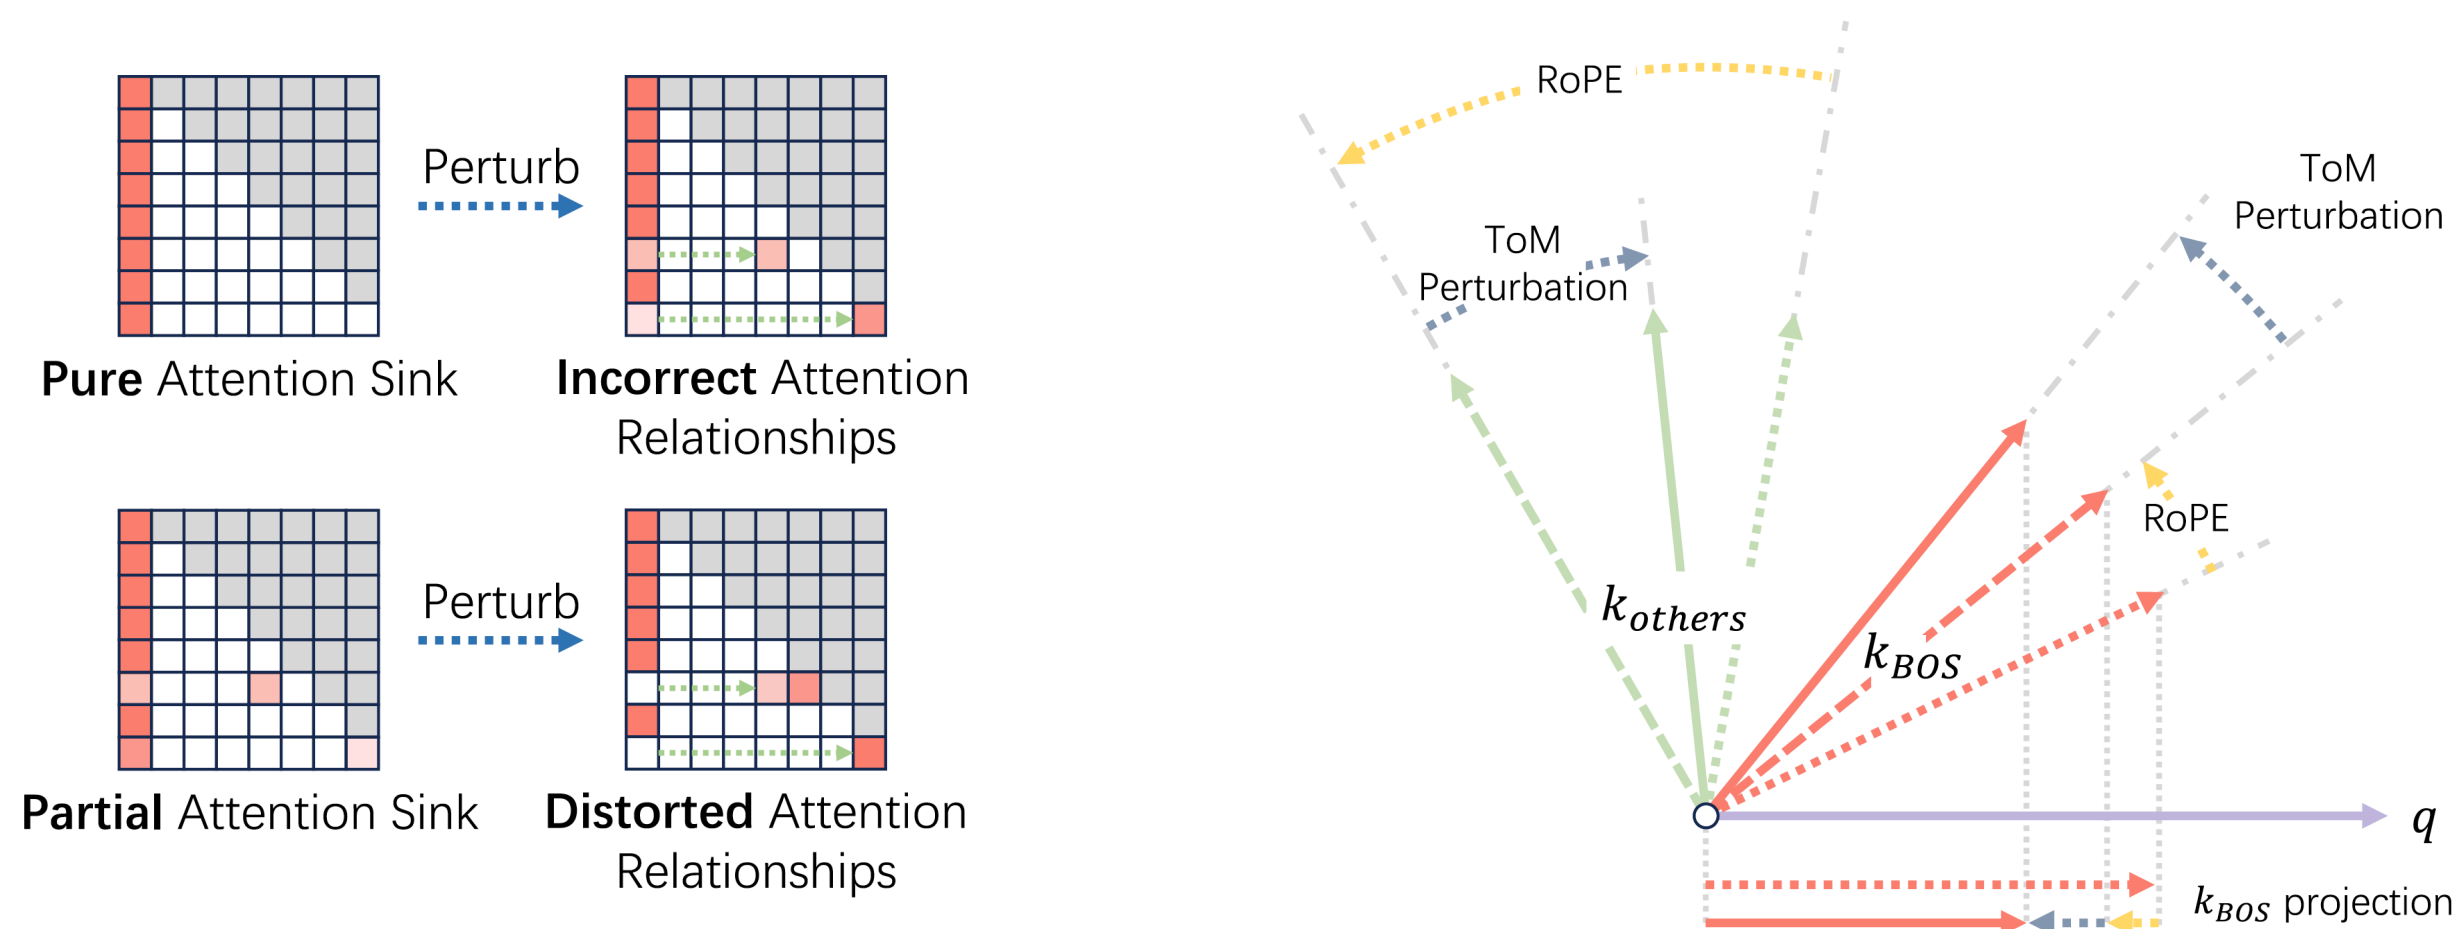 Perturb
Pure Attention Sink
Incorrect Attention
Relationships
Perturb
Partial Attention Sink
Distorted Attention
Relationships
RoPE
ToM
Perturbation
ToM
Perturbation
RoPE
k_others
k_BOS
q
k_BOS projection